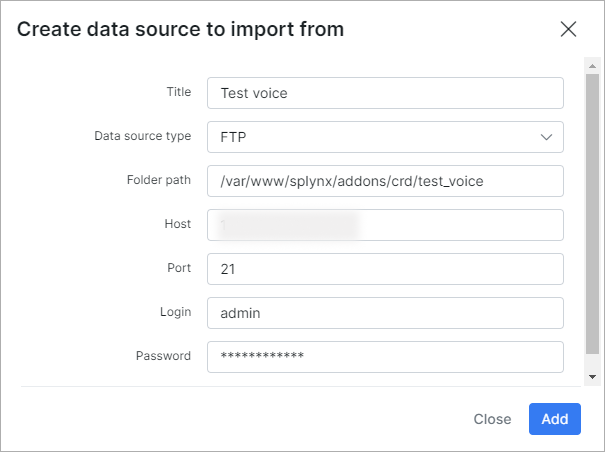 Create data source to import from
Title
Test voice
Data source type
FTP
Folder path
/var/www/splynx/addons/crd/test_voice
Host
Port
21
Login
admin
Password
************
Close
Add